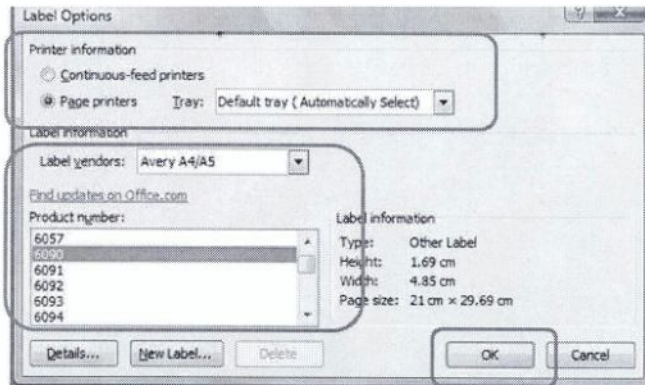 Label Options
Printer information
Continuous-feed printers
Page printers Tray: Default tray ( Automatically Select)
Label information
Label vendors: Avery A4/A5
Find updates on Office.com
Product number:
6057
6090
6091
6092
6093
6094
Label information
Type: Other Label
Height: 1.69 cm
Width: 4.85 cm
Page size: 21 cm × 29.69 cm
Details... New Label... Delete OK Cancel